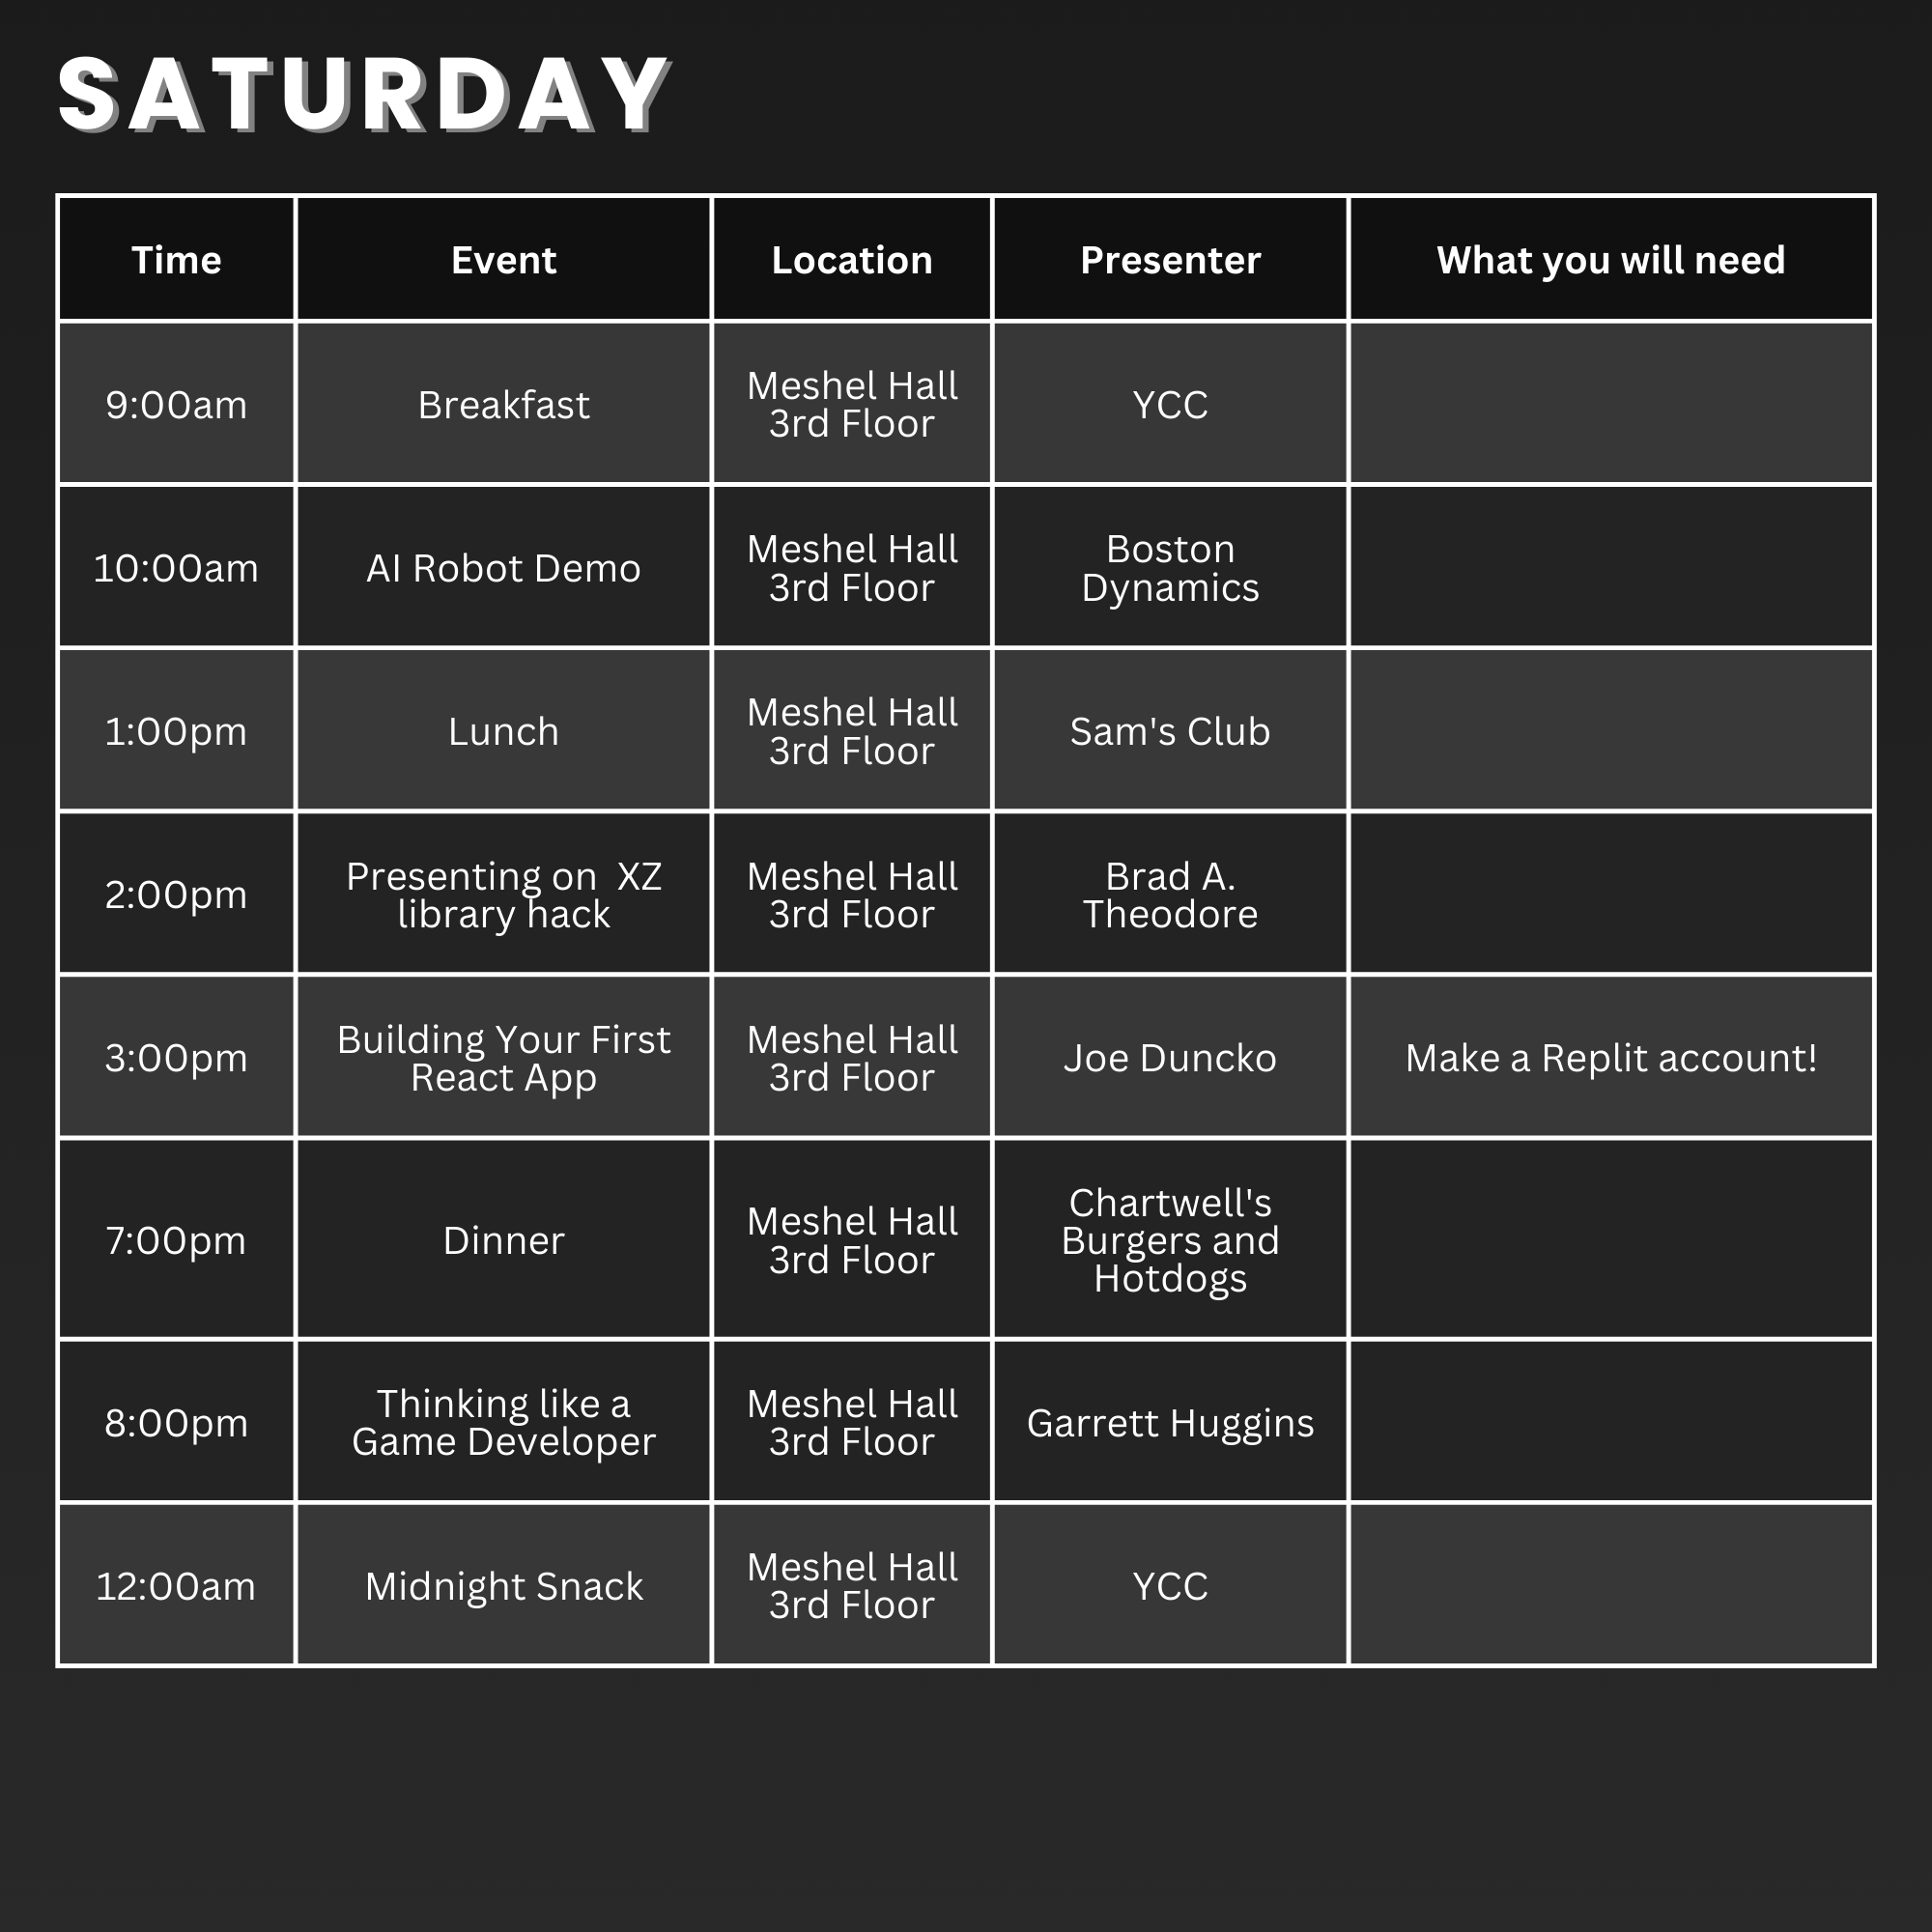 SATURDAY
Time Event Location Presenter What you will need
9:00am Breakfast Meshel Hall
3rd Floor YCC
10:00am AI Robot Demo Meshel Hall
3rd Floor Boston
Dynamics
1:00pm Lunch Meshel Hall
3rd Floor Sam's Club
2:00pm Presenting on  XZ
library hack Meshel Hall
3rd Floor Brad A.
Theodore
3:00pm Building Your First
React App Meshel Hall
3rd Floor Joe Duncko Make a Replit account!
7:00pm Dinner Meshel Hall
3rd Floor Chartwell's
Burgers and
Hotdogs
8:00pm Thinking like a
Game Developer Meshel Hall
3rd Floor Garrett Huggins
12:00am Midnight Snack Meshel Hall
3rd Floor YCC